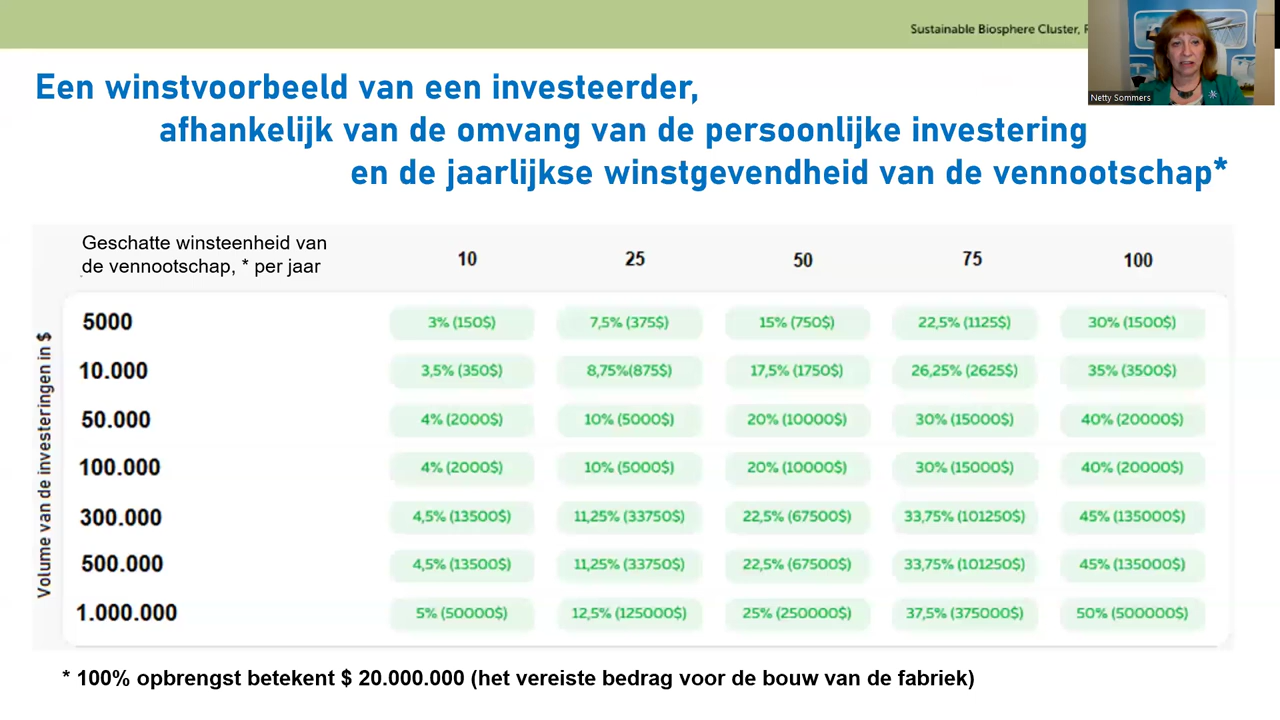 Sustainable Biosphere Cluster,
Netty Sommers
Een winstvoorbeeld van een investeerder,
afhankelijk van de omvang van de persoonlijke investering
en de jaarlijkse winstgevendheid van de vennootschap*
Geschatte winsteenheid van
de vennootschap, * per jaar
10 25 50 75 100
Volume van de investeringen in $
5000 3% (150$) 7,5% (375$) 15% (750$) 22,5% (1125$) 30% (1500$)
10.000 3,5% (350$) 8,75%(875$) 17,5% (1750$) 26,25% (2625$) 35% (3500$)
50.000 4% (2000$) 10% (5000$) 20% (10000$) 30% (15000$) 40% (20000$)
100.000 4% (2000$) 10% (5000$) 20% (10000$) 30% (15000$) 40% (20000$)
300.000 4,5% (13500$) 11,25% (33750$) 22,5% (67500$) 33,75% (101250$) 45% (135000$)
500.000 4,5% (13500$) 11,25% (33750$) 22,5% (67500$) 33,75% (101250$) 45% (135000$)
1.000.000 5% (50000$) 12,5% (125000$) 25% (250000$) 37,5% (375000$) 50% (500000$)
* 100% opbrengst betekent $ 20.000.000 (het vereiste bedrag voor de bouw van de fabriek)